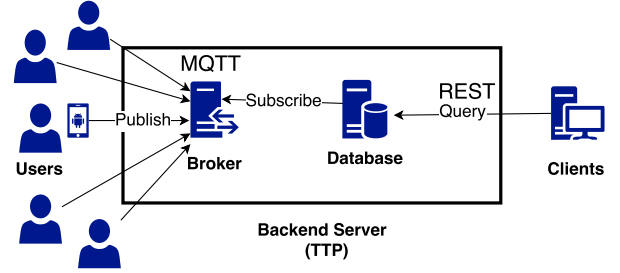 MQTT
REST
Subscribe
Query
Publish
Users
Broker
Database
Clients
Backend Server
(TTP)